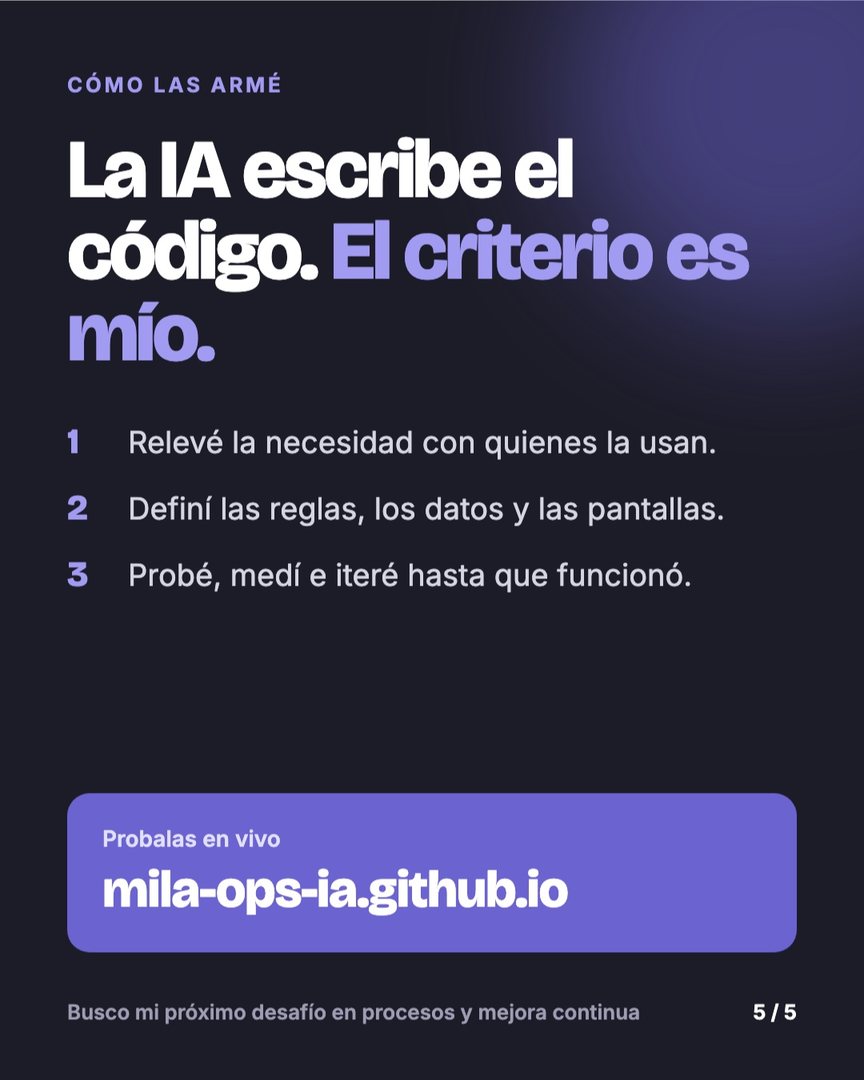 CÓMO LAS ARMÉ
La IA escribe el
código. El criterio es
mío.
1 Relevé la necesidad con quienes la usan.
2 Definí las reglas, los datos y las pantallas.
3 Probé, medí e iteré hasta que funcionó.
Probalas en vivo
mila-ops-ia.github.io
Busco mi próximo desafío en procesos y mejora continua 5 / 5